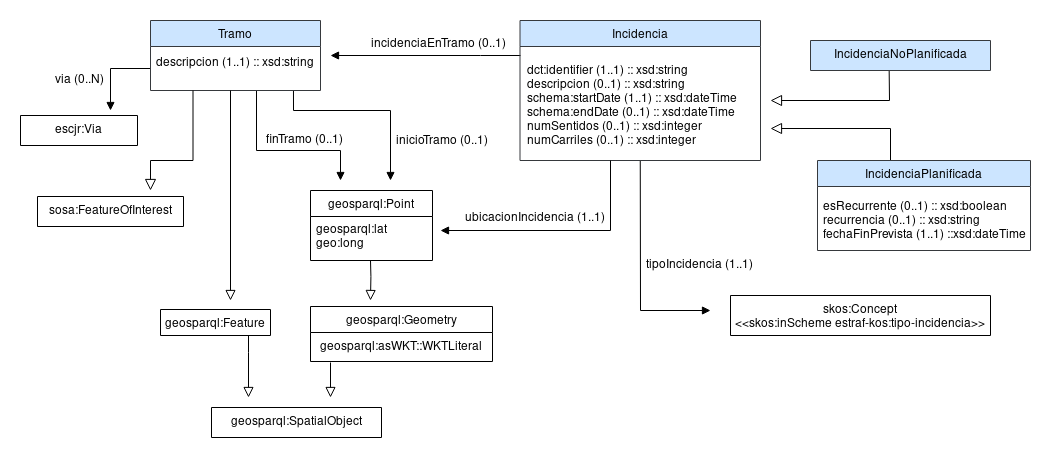 Tramo
descripcion (1..1) :: xsd:string
vía (0..N)
escjr:Via
sosa:FeatureOfInterest
incidenciaEnTramo (0..1)
Incidencia
dct:identifier (1..1) :: xsd:string
descripcion (0..1) :: xsd:string
schema:startDate (1..1) :: xsd:dateTime
schema:endDate (0..1) :: xsd:dateTime
numSentidos (0..1) :: xsd:integer
numCarriles (0..1) :: xsd:integer
IncidenciaNoPlanificada
IncidenciaPlanificada
esRecurrente (0..1) :: xsd:boolean
recurrencia (0..1) :: xsd:string
fechaFinPrevista (1..1) ::xsd:dateTime
finTramo (0..1)
inicioTramo (0..1)
geosparql:Point
geosparql:lat
geo:long
ubicacionIncidencia (1..1)
tipoIncidencia (1..1)
skos:Concept
<<skos:inScheme estraf-kos:tipo-incidencia>>
geosparql:Feature
geosparql:Geometry
geosparql:asWKT::WKTLiteral
geosparql:SpatialObject